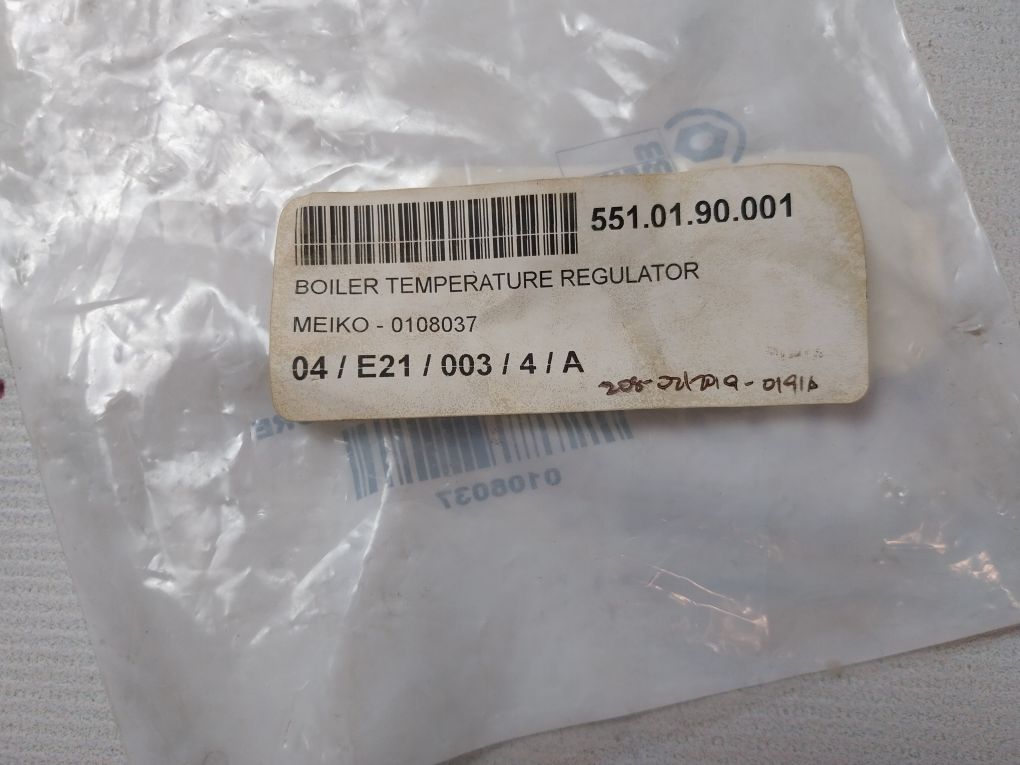 551.01.90.001
BOILER TEMPERATURE REGULATOR
MEIKO - 0108037
04 / E21 / 003 / 4 / A
0108037